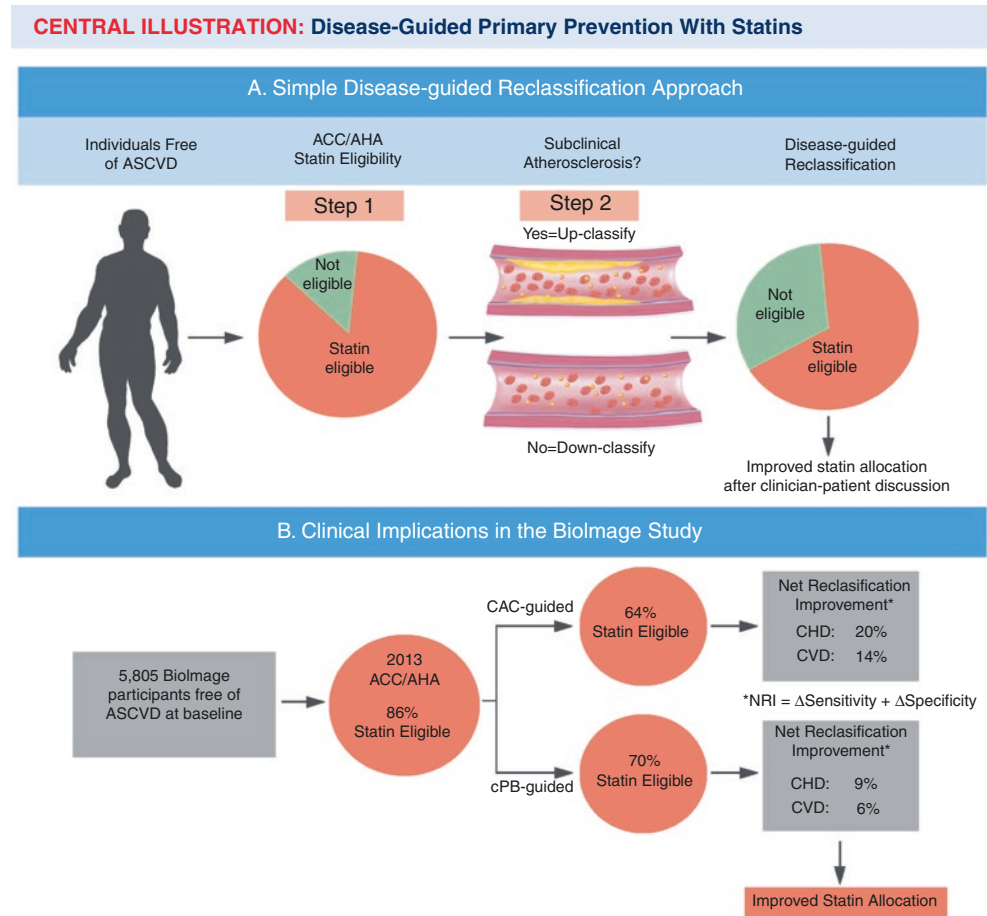 CENTRAL ILLUSTRATION: Disease-Guided Primary Prevention With Statins
A. Simple Disease-guided Reclassification Approach
Individuals Free
of ASCVD
ACC/AHA
Statin Eligibility
Subclinical
Atherosclerosis?
Disease-guided
Reclassification
Step 1
Step 2
Yes=Up-classify
Not
eligible
Statin
eligible
No=Down-classify
Not
eligible
Statin
eligible
Improved statin allocation
after clinician-patient discussion
B. Clinical Implications in the BioImage Study
5,805 BioImage
participants free of
ASCVD at baseline
2013
ACC/AHA
86%
Statin Eligible
CAC-guided
64%
Statin Eligible
Net Reclasification
Improvement*
CHD: 20%
CVD: 14%
*NRI = ΔSensitivity + ΔSpecificity
cPB-guided
70%
Statin Eligible
Net Reclasification
Improvement*
CHD: 9%
CVD: 6%
Improved Statin Allocation